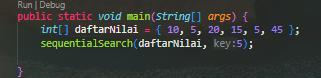 Run | Debug
public static void main(String[] args) {
int[] daftarNilai = { 10, 5, 20, 15, 5, 45 };
sequentialSearch(daftarNilai, key:5);
}